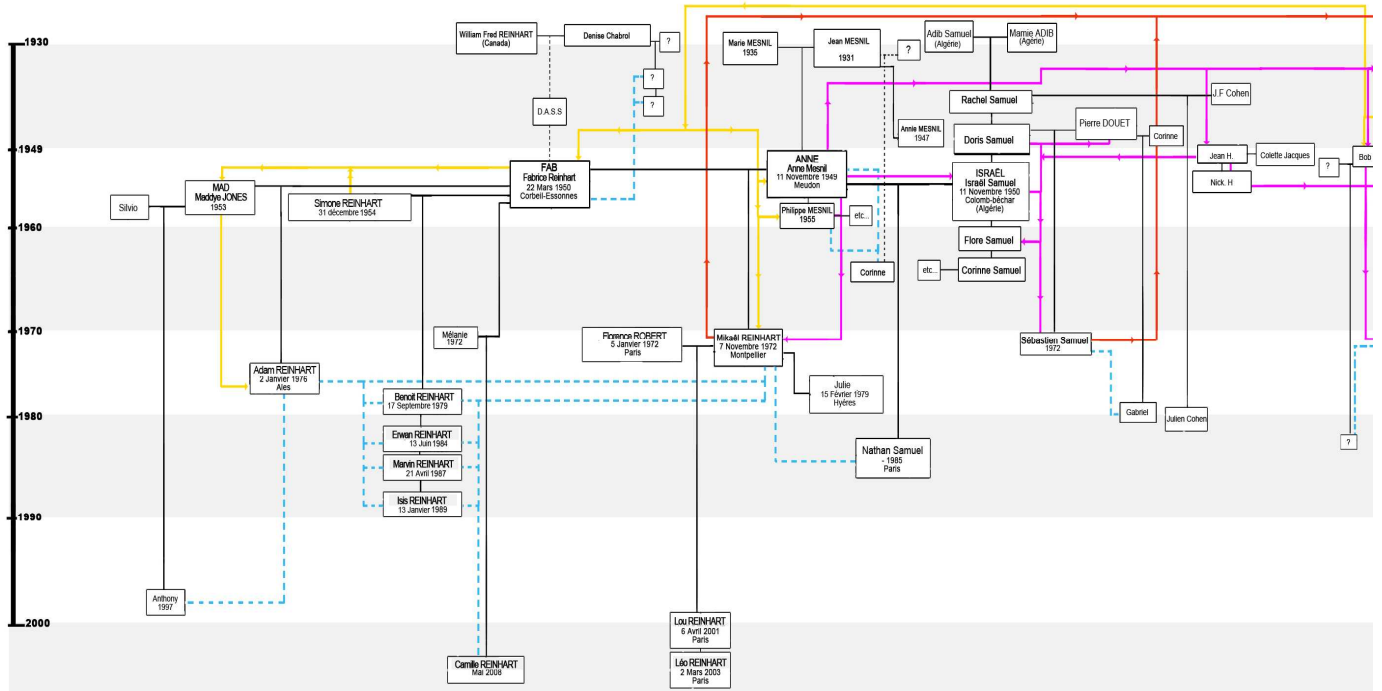 1930
1949
1960
1970
1980
1990
2000
William Fred REINHART
(Canada)
Denise Chabrol
?
?
?
D.A.S.S
Marie MESNIL
1935
Jean MESNIL
1931
?
Adib Samuel
(Algérie)
Mamie ADIB
(Agérie)
Rachel Samuel
J.F Cohen
Annie MESNIL
1947
Doris Samuel
Pierre DOUET
Corinne
Silvio
MAD
Maddye JONES
1953
Simone REINHART
31 décembre 1954
FAB
Fabrice Reinhart
22 Mars 1950
Corbeil-Essonnes
ANNE
Anne Mesnil
11 Novembre 1949
Meudon
ISRAËL
Israël Samuel
11 Novembre 1950
Colomb-béchar
(Algérie)
Jean H.
Colette Jacques
Nick. H
?
Bob
Philippe MESNIL
1955
etc...
Corinne
Flore Samuel
etc...
Corinne Samuel
Mélanie
1972
Florence ROBERT
5 Janvier 1972
Paris
Mikaël REINHART
7 Novembre 1972
Montpellier
Sébastien Samuel
1972
Adam REINHART
2 Janvier 1976
Ales
Julie
15 Février 1979
Hyéres
Benoit REINHART
17 Septembre 1979
Gabriel
Julien Cohen
?
Erwan REINHART
13 Juin 1984
Marvin REINHART
21 Avril 1987
Isis REINHART
13 Janvier 1989
Nathan Samuel
- 1985
Paris
Anthony
1997
Lou REINHART
6 Avril 2001
Paris
Léo REINHART
2 Mars 2003
Paris
Camille REINHART
Mai 2008